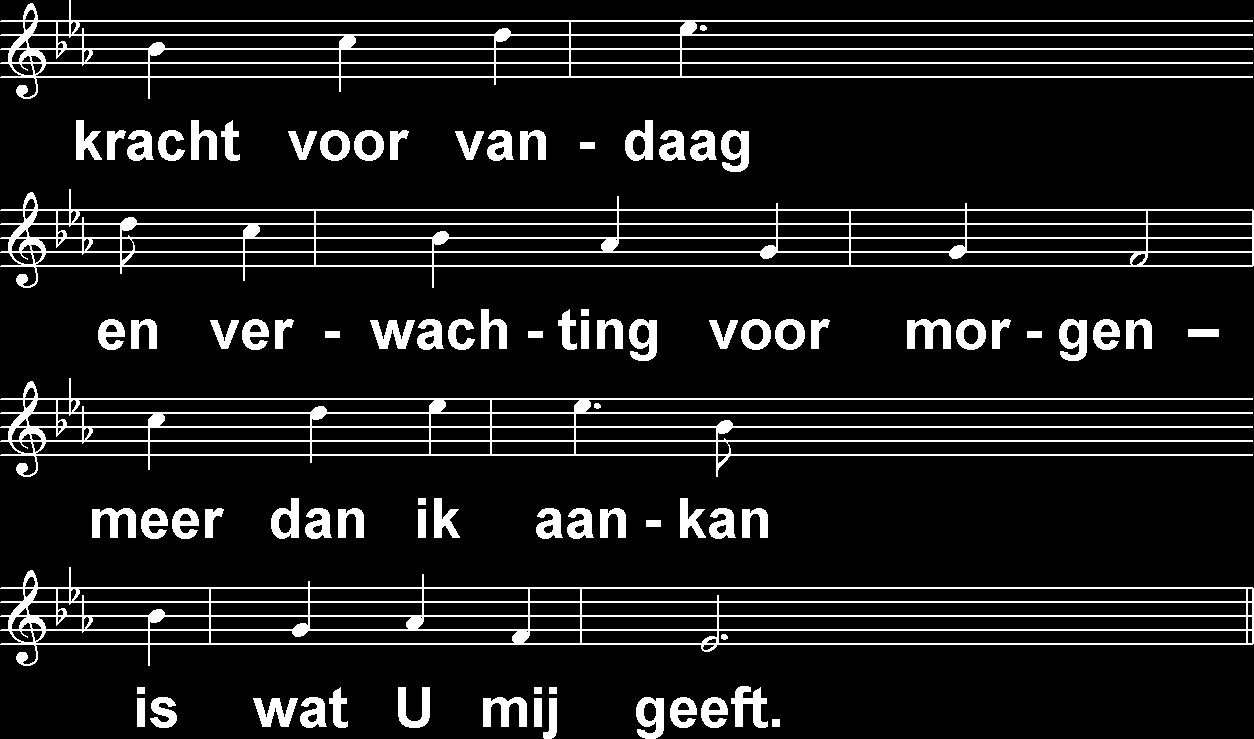 kracht voor van - daag
en ver - wach - ting voor mor - gen –
meer dan ik aan - kan
is wat U mij geeft.